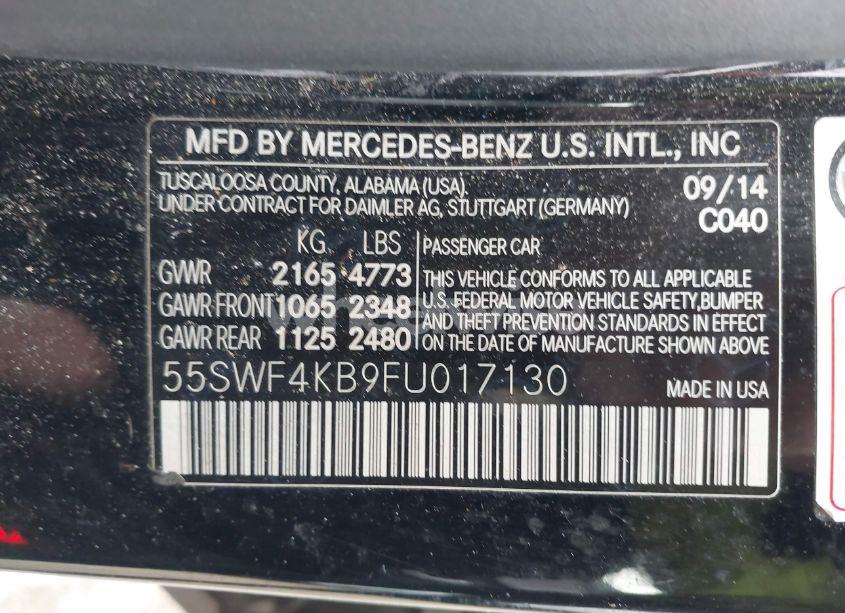 MFD BY MERCEDES-BENZ U.S. INTL., INC
TUSCALOOSA COUNTY, ALABAMA (USA). 09/14
UNDER CONTRACT FOR DAIMLER AG, STUTTGART (GERMANY) C040
KG LBS PASSENGER CAR
GVWR 2165 4773 THIS VEHICLE CONFORMS TO ALL APPLICABLE
GAWR FRONT 1065 2348 U.S. FEDERAL MOTOR VEHICLE SAFETY, BUMPER
GAWR REAR 1125 2480 AND THEFT PREVENTION STANDARDS IN EFFECT
ON THE DATE OF MANUFACTURE SHOWN ABOVE
55SWF4KB9FU017130 MADE IN USA